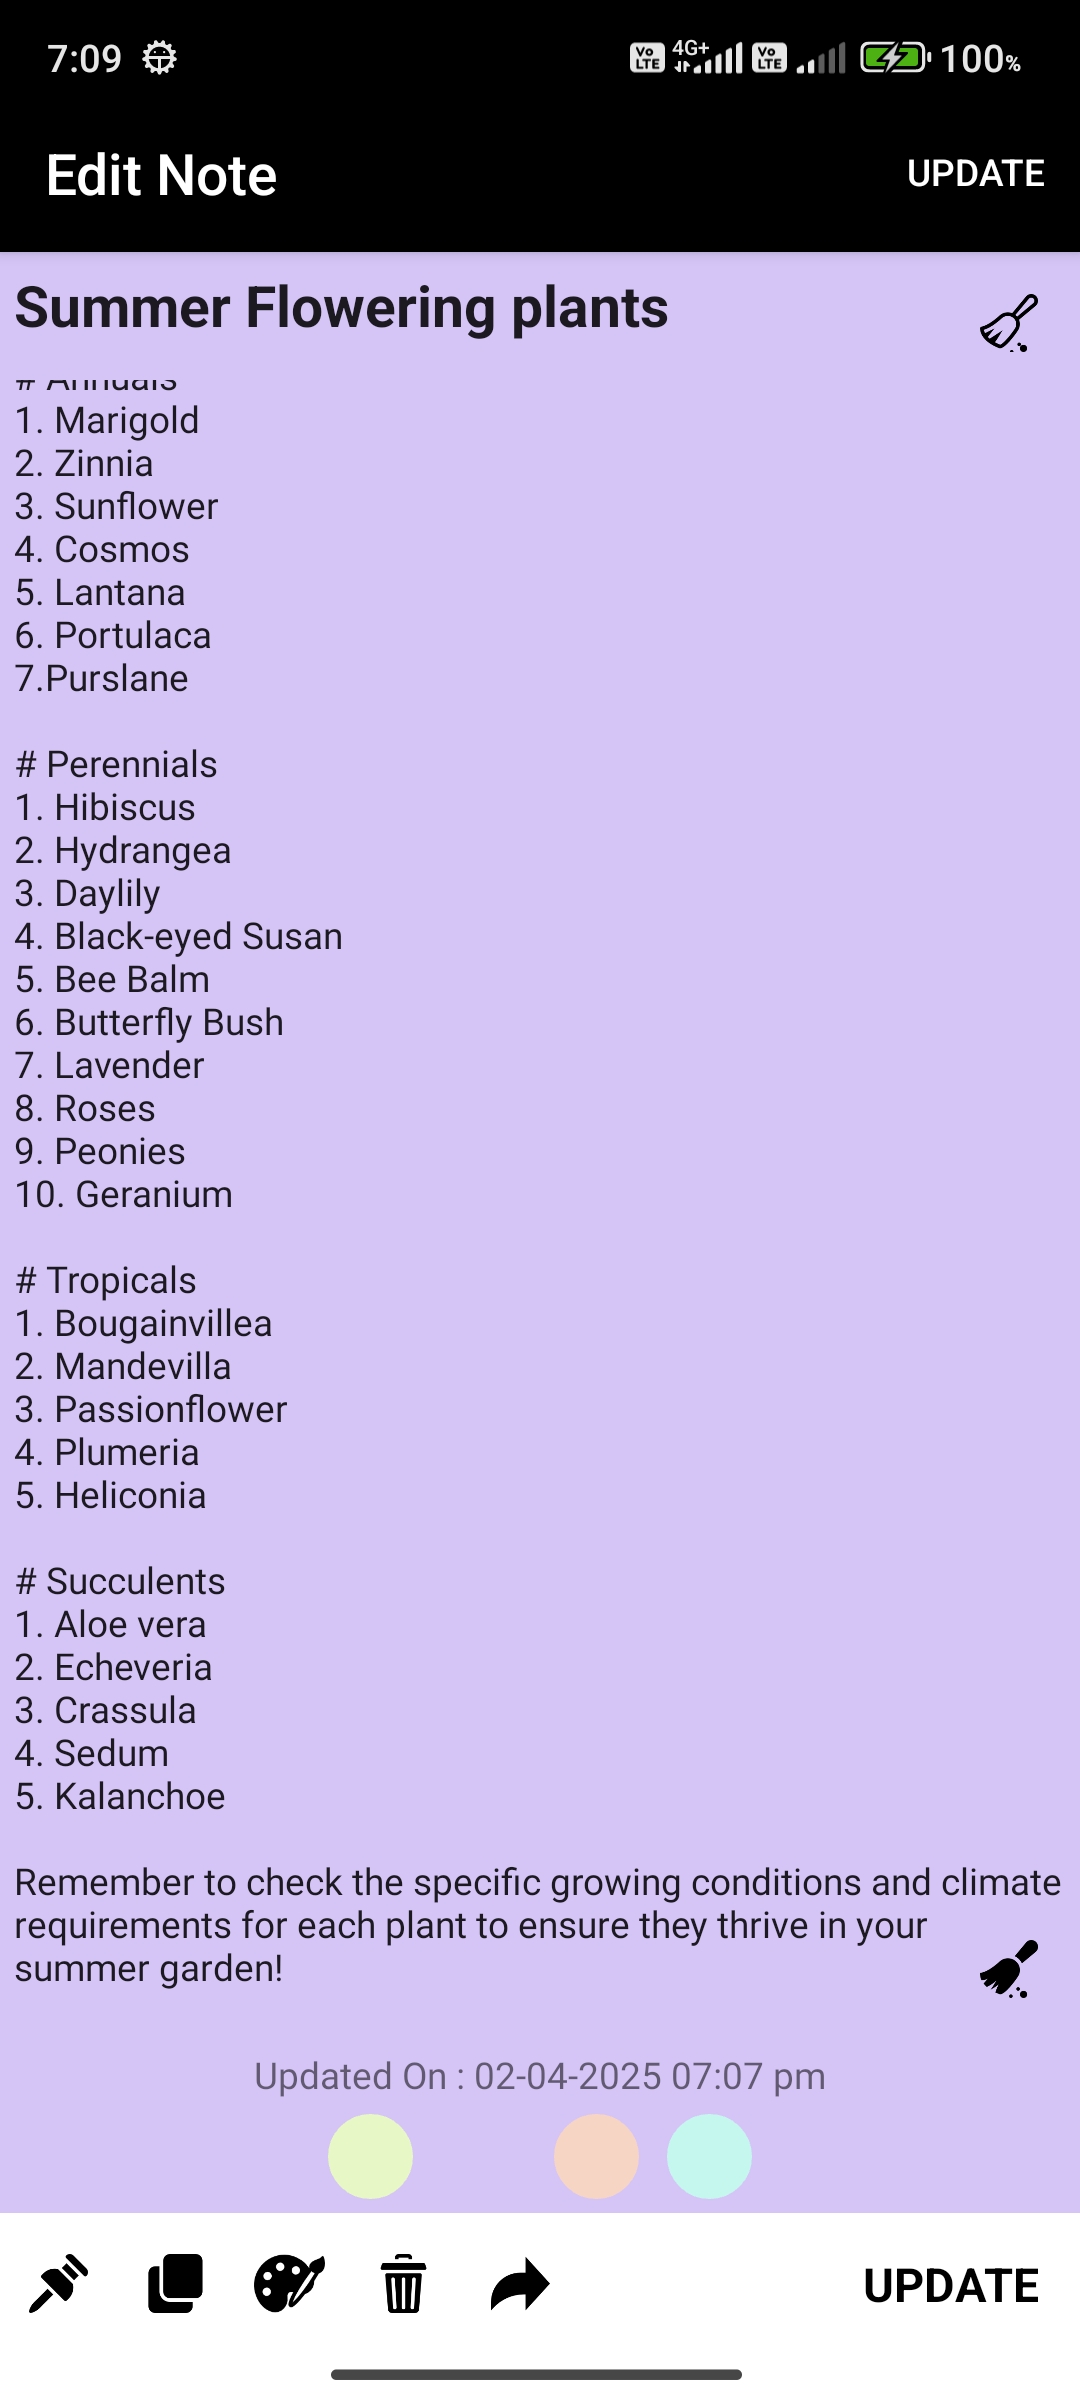 7:09 Vo LTE 4G+ Vo LTE 100%
Edit Note UPDATE
Summer Flowering plants
# Annuals
1. Marigold
2. Zinnia
3. Sunflower
4. Cosmos
5. Lantana
6. Portulaca
7.Purslane
# Perennials
1. Hibiscus
2. Hydrangea
3. Daylily
4. Black-eyed Susan
5. Bee Balm
6. Butterfly Bush
7. Lavender
8. Roses
9. Peonies
10. Geranium
# Tropicals
1. Bougainvillea
2. Mandevilla
3. Passionflower
4. Plumeria
5. Heliconia
# Succulents
1. Aloe vera
2. Echeveria
3. Crassula
4. Sedum
5. Kalanchoe
Remember to check the specific growing conditions and climate
requirements for each plant to ensure they thrive in your
summer garden!
Updated On : 02-04-2025 07:07 pm
UPDATE